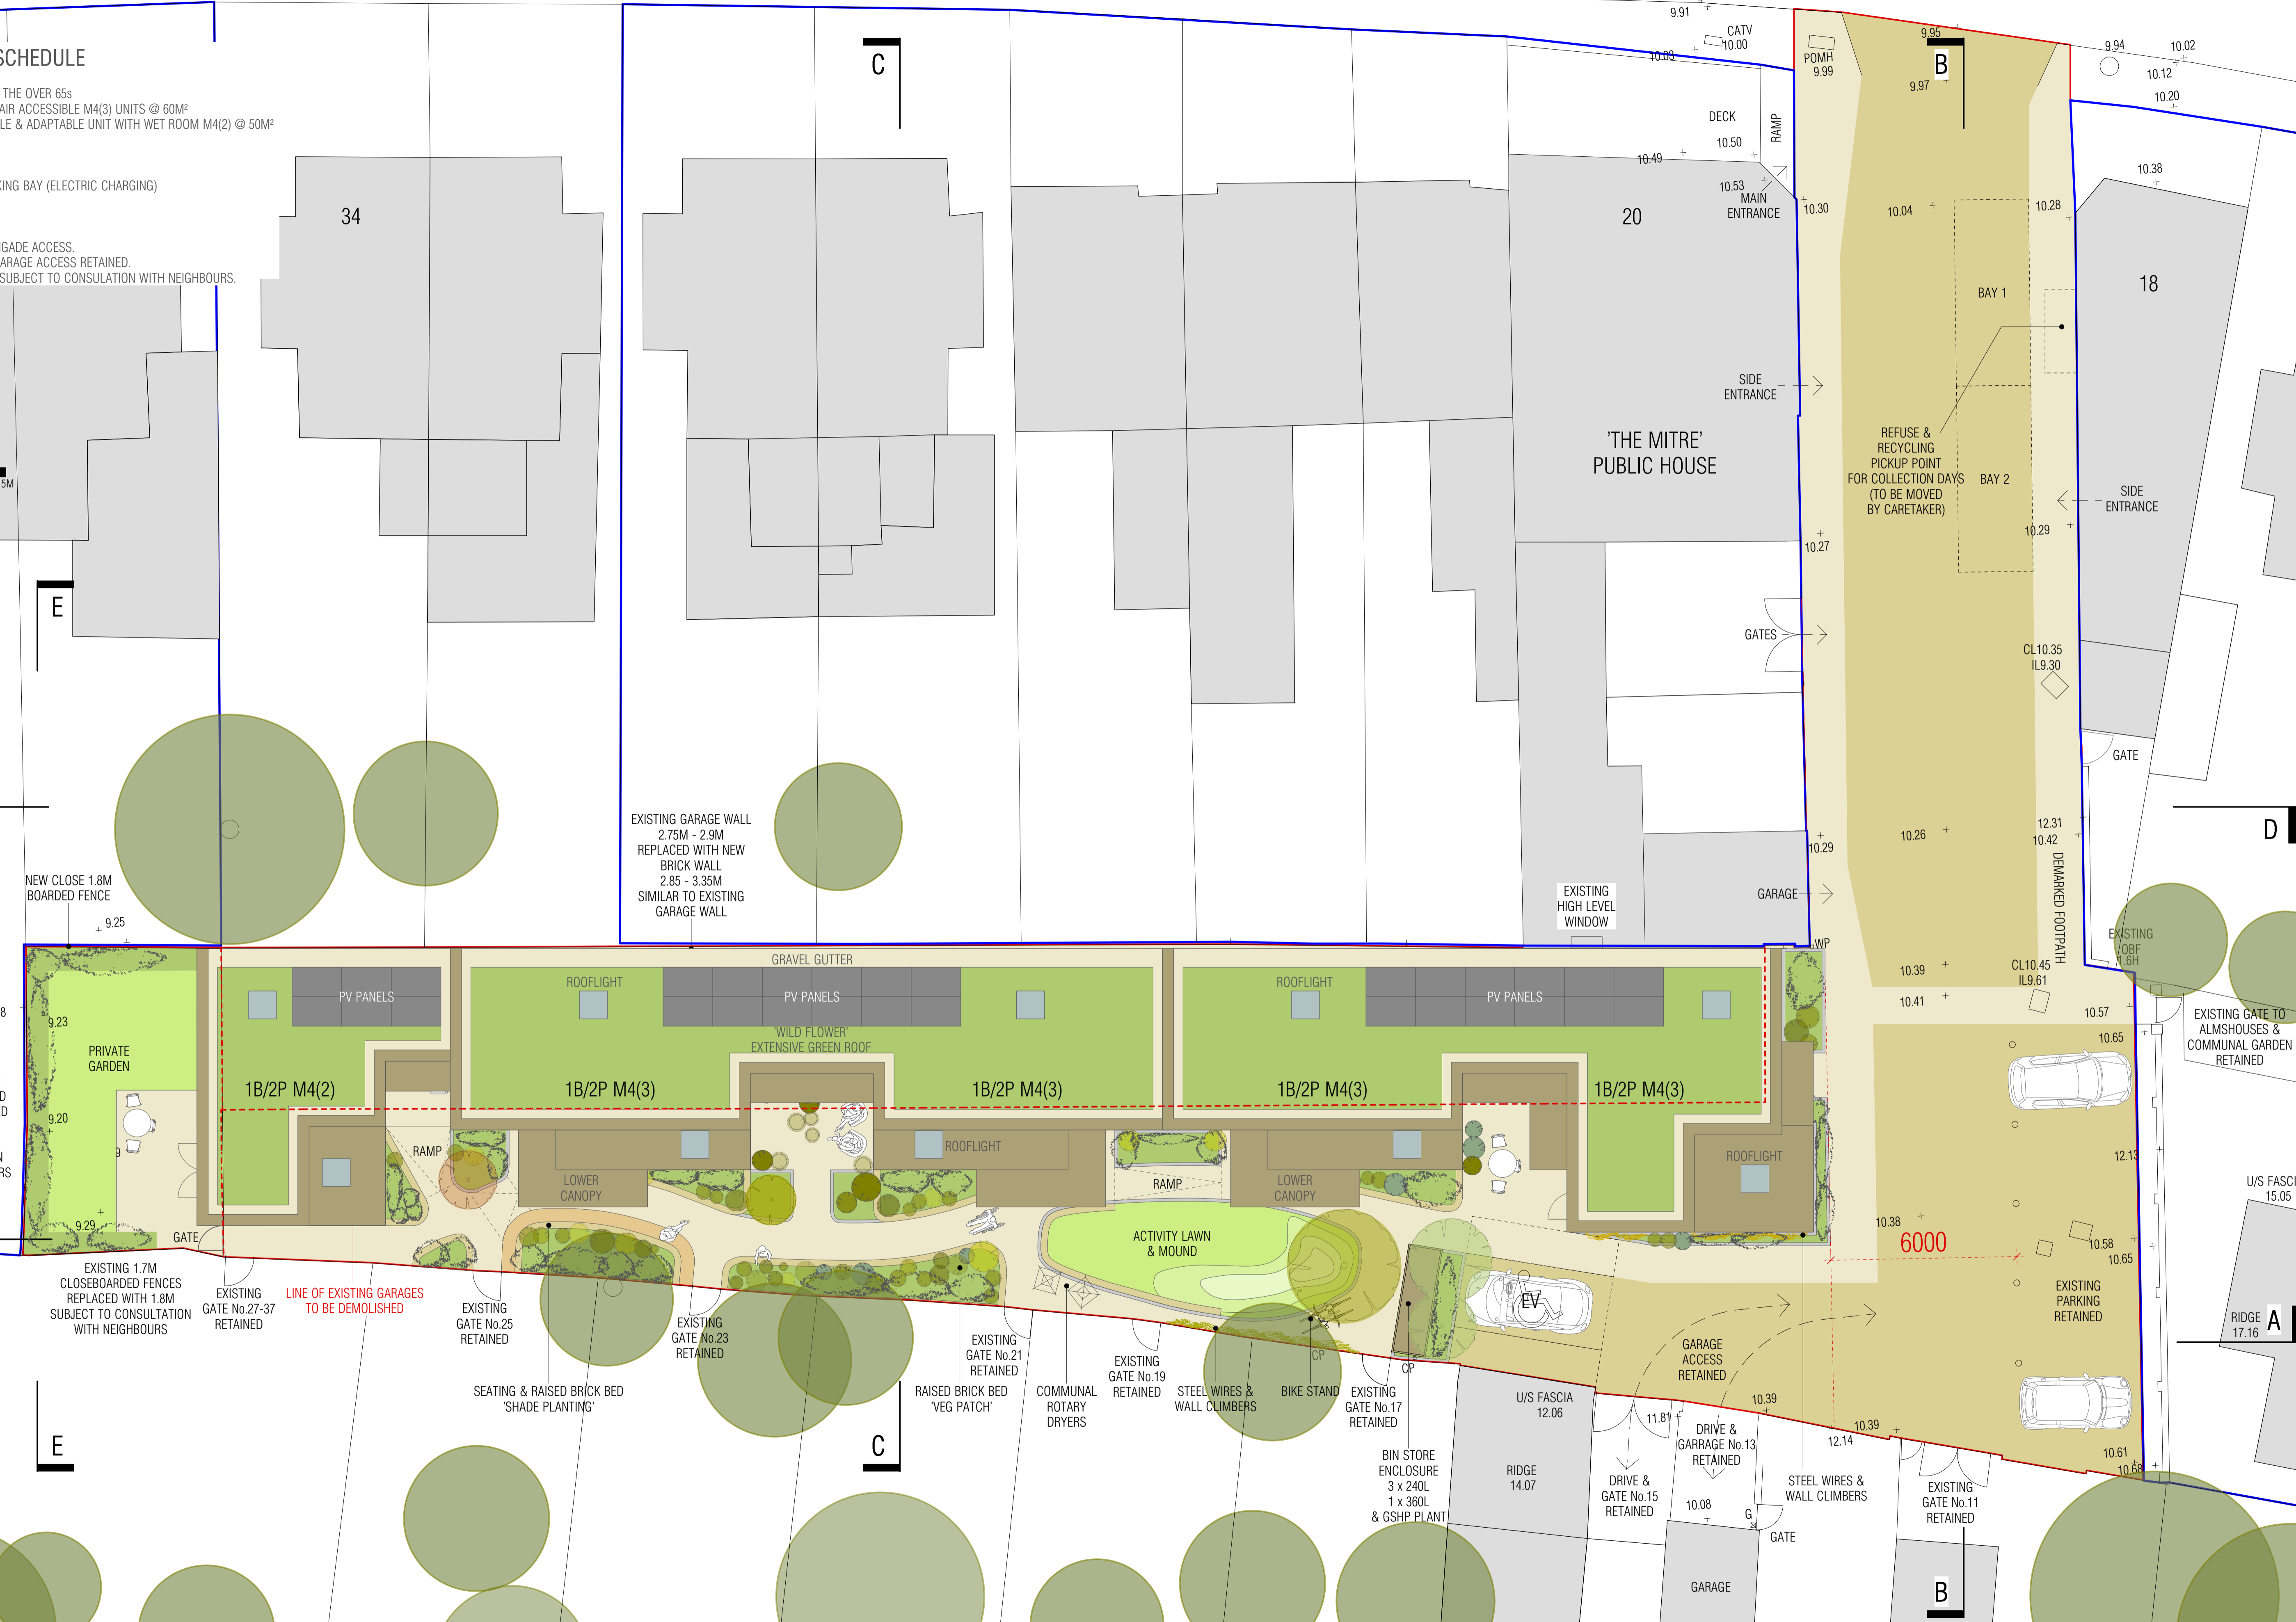 SCHEDULE
THE OVER 65s
AIR ACCESSIBLE M4(3) UNITS @ 60M²
LE & ADAPTABLE UNIT WITH WET ROOM M4(2) @ 50M²
KING BAY (ELECTRIC CHARGING)
IGADE ACCESS.
ARAGE ACCESS RETAINED.
SUBJECT TO CONSULATION WITH NEIGHBOURS.
C
B
9.91
CATV
10.00
10.03
POMH
9.99
9.95
9.97
9.94
10.02
10.12
10.20
DECK
10.50
RAMP
10.49
10.53
MAIN
ENTRANCE
10.30
10.04
10.28
10.38
34
20
18
BAY 1
SIDE
ENTRANCE
'THE MITRE'
PUBLIC HOUSE
REFUSE &
RECYCLING
PICKUP POINT
FOR COLLECTION DAYS
(TO BE MOVED
BY CARETAKER)
BAY 2
SIDE
ENTRANCE
10.29
10.27
5M
E
GATES
CL10.35
IL9.30
GATE
EXISTING GARAGE WALL
2.75M - 2.9M
REPLACED WITH NEW
BRICK WALL
2.85 - 3.35M
SIMILAR TO EXISTING
GARAGE WALL
10.29
10.26
12.31
10.42
D
DEMARKED FOOTPATH
NEW CLOSE 1.8M
BOARDED FENCE
9.25
EXISTING
HIGH LEVEL
WINDOW
GARAGE
WP
EXISTING
OBF
1.6H
GRAVEL GUTTER
10.39
CL10.45
IL9.61
10.41
10.57
10.65
EXISTING GATE TO
ALMSHOUSES &
COMMUNAL GARDEN
RETAINED
PV PANELS
ROOFLIGHT
PV PANELS
ROOFLIGHT
PV PANELS
'WILD FLOWER'
EXTENSIVE GREEN ROOF
8
9.23
PRIVATE
GARDEN
1B/2P M4(2)
1B/2P M4(3)
1B/2P M4(3)
1B/2P M4(3)
1B/2P M4(3)
D
ED
9.20
9
N
RS
RAMP
ROOFLIGHT
ROOFLIGHT
12.13
LOWER
CANOPY
RAMP
LOWER
CANOPY
U/S FASCI
15.05
9.29
GATE
ACTIVITY LAWN
& MOUND
10.38
6000
10.58
10.65
EXISTING 1.7M
CLOSEBOARDED FENCES
REPLACED WITH 1.8M
SUBJECT TO CONSULTATION
WITH NEIGHBOURS
EXISTING
GATE No.27-37
RETAINED
LINE OF EXISTING GARAGES
TO BE DEMOLISHED
EXISTING
GATE No.25
RETAINED
EXISTING
GATE No.23
RETAINED
EXISTING
GATE No.21
RETAINED
EV
EXISTING
PARKING
RETAINED
RIDGE
17.16
A
GARAGE
ACCESS
RETAINED
CP
CP
EXISTING
GATE No.19
RETAINED
SEATING & RAISED BRICK BED
'SHADE PLANTING'
RAISED BRICK BED
'VEG PATCH'
COMMUNAL
ROTARY
DRYERS
STEEL WIRES &
WALL CLIMBERS
BIKE STAND
EXISTING
GATE No.17
RETAINED
U/S FASCIA
12.06
11.81
10.39
10.39
12.14
E
C
DRIVE &
GARRAGE No.13
RETAINED
10.61
10.68
BIN STORE
ENCLOSURE
3 x 240L
1 x 360L
& GSHP PLANT
RIDGE
14.07
DRIVE &
GATE No.15
RETAINED
STEEL WIRES &
WALL CLIMBERS
EXISTING
GATE No.11
RETAINED
10.08
G
GATE
GARAGE
B